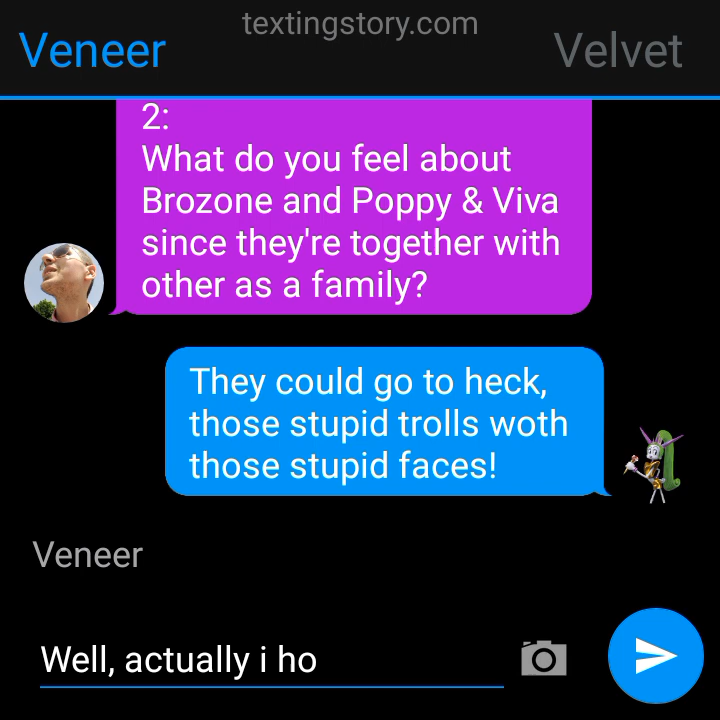 textingstory.com
Veneer
Velvet
2:
What do you feel about
Brozone and Poppy & Viva
since they're together with
other as a family?
They could go to heck,
those stupid trolls woth
those stupid faces!
Veneer
Well, actually i ho